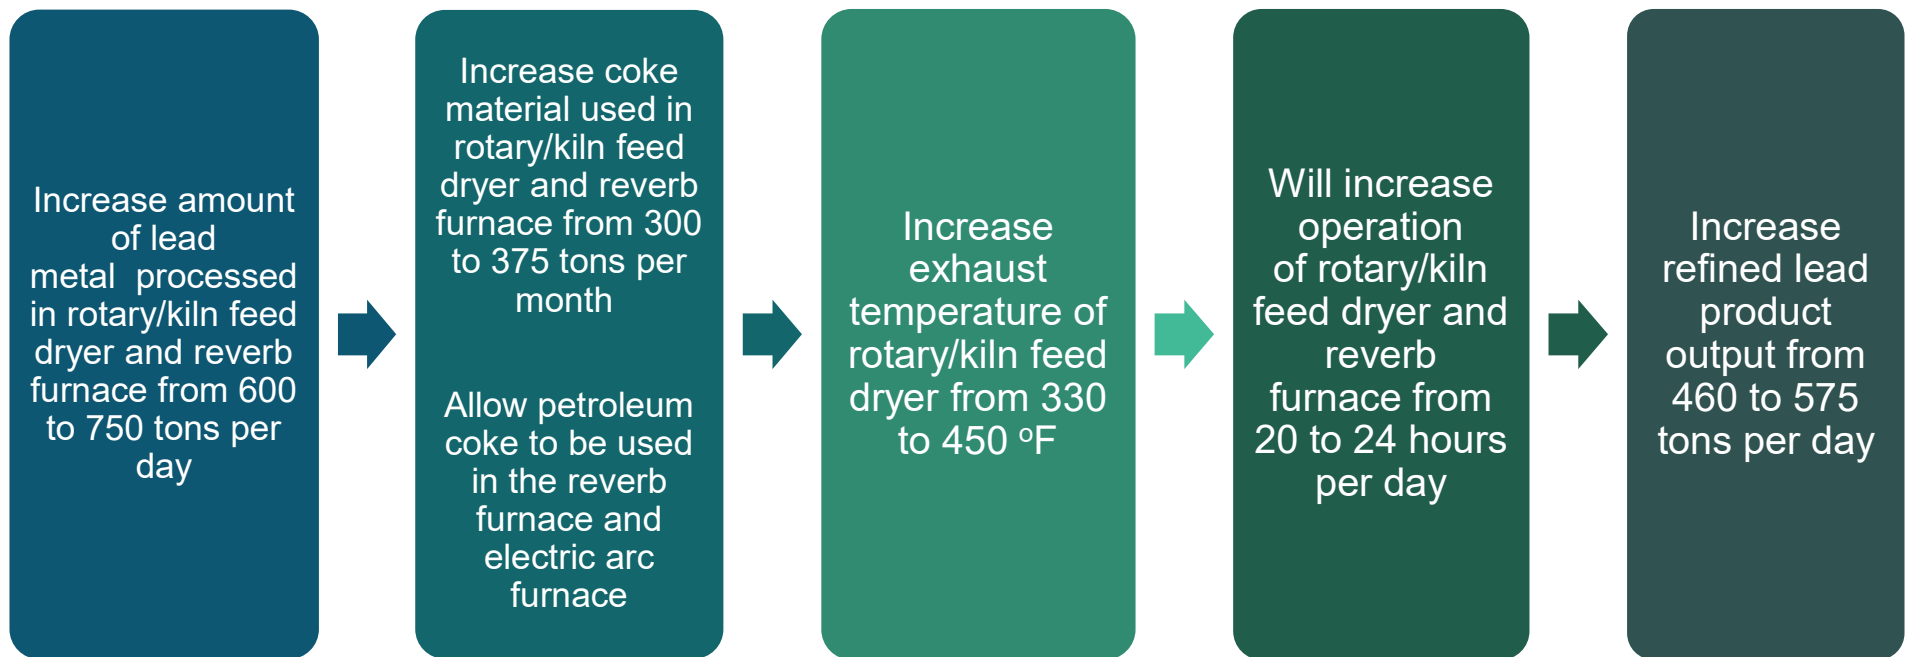 Increase amount
of lead
metal  processed
in rotary/kiln feed
dryer and reverb
furnace from 600
to 750 tons per
day
Increase coke
material used in
rotary/kiln feed
dryer and reverb
furnace from 300
to 375 tons per
month
Allow petroleum
coke to be used
in the reverb
furnace and
electric arc
furnace
Increase
exhaust
temperature of
rotary/kiln feed
dryer from 330
to 450 ºF
Will increase
operation
of rotary/kiln
feed dryer and
reverb
furnace from
20 to 24 hours
per day
Increase
refined lead
product
output from
460 to 575
tons per day